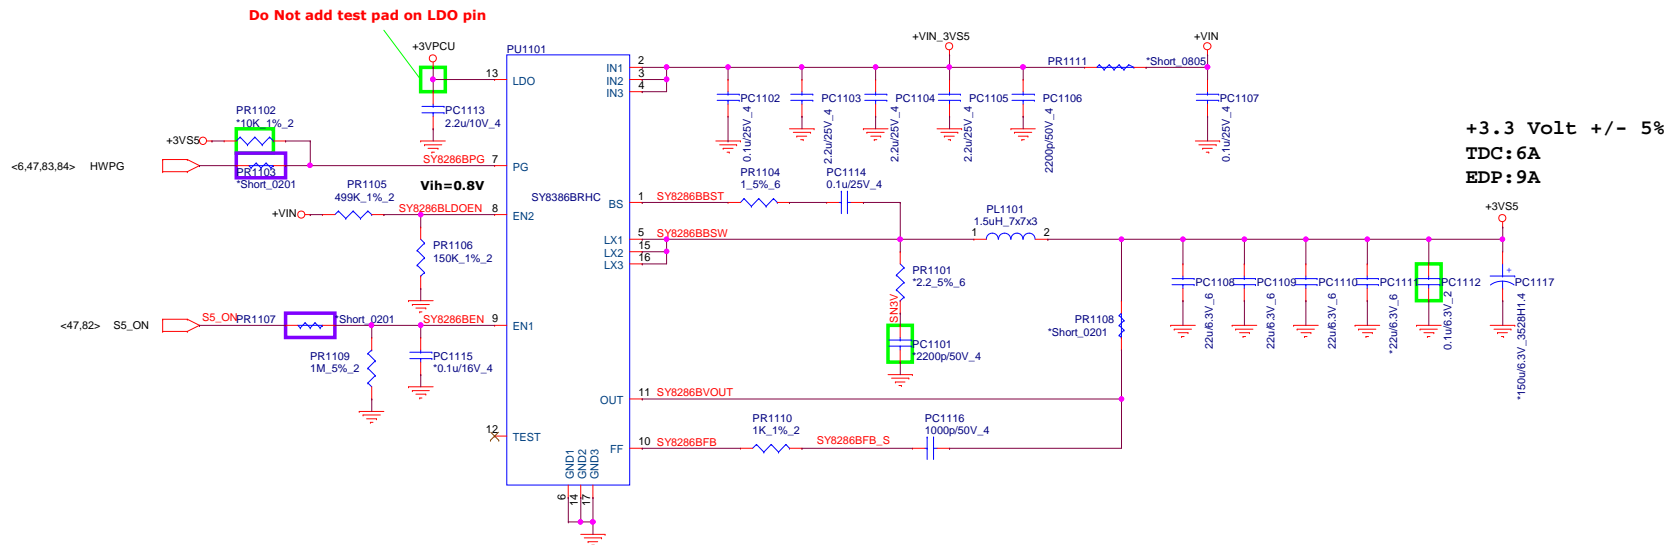 Do Not add test pad on LDO pin
+3VPCU
PU1101
+VIN_3VS5
+VIN
13
LDO
IN1
IN2
IN3
2
3
4
PR1111
*Short_0805
PC1113
2.2u/10V_4
PC1102
0.1u/25V_4
PC1103
2.2u/25V_4
PC1104
2.2u/25V_4
PC1105
2.2u/25V_4
PC1106
2200p/50V_4
PC1107
0.1u/25V_4
+3.3 Volt +/- 5%
TDC:6A
EDP:9A
PR1102
*10K_1%_2
+3VS5
<6,47,83,84>
HWPG
PR1103
*Short_0201
SY8286BPG
7
PG
PR1105
499K_1%_2
Vih=0.8V
+VIN
SY8286BLDOEN
8
EN2
SY8386BRHC
BS
1
SY8286BBST
PR1104
1_5%_6
PC1114
0.1u/25V_4
PR1106
150K_1%_2
LX1
LX2
LX3
5
15
16
SY8286BBSW
PL1101
1.5uH_7x7x3
1
2
+3VS5
PR1101
*2.2_5%_6
SN3V
PC1101
*2200p/50V_4
PC1108
22u/6.3V_6
PC1109
22u/6.3V_6
PC1110
22u/6.3V_6
PC1111
*22u/6.3V_6
PC1112
0.1u/6.3V_2
+
PC1117
*150u/6.3V_3528H1.4
<47,82>
S5_ON
S5_ON
PR1107
*Short_0201
SY8286BEN
9
EN1
PR1109
1M_5%_2
PC1115
*0.1u/16V_4
PR1108
*Short_0201
OUT
11
SY8286BVOUT
12
TEST
FF
10
SY8286BFB
PR1110
1K_1%_2
SY8286BFB_S
PC1116
1000p/50V_4
GND1
GND2
GND3
6
14
17